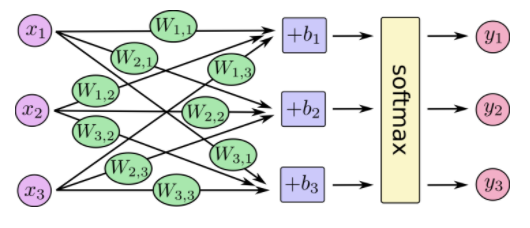 x₁ W₁,₁ +b₁ y₁
W₂,₁ W₁,₃
W₁,₂
x₂ W₂,₂ +b₂ softmax y₂
W₃,₂
W₃,₁
W₂,₃
x₃ W₃,₃ +b₃ y₃